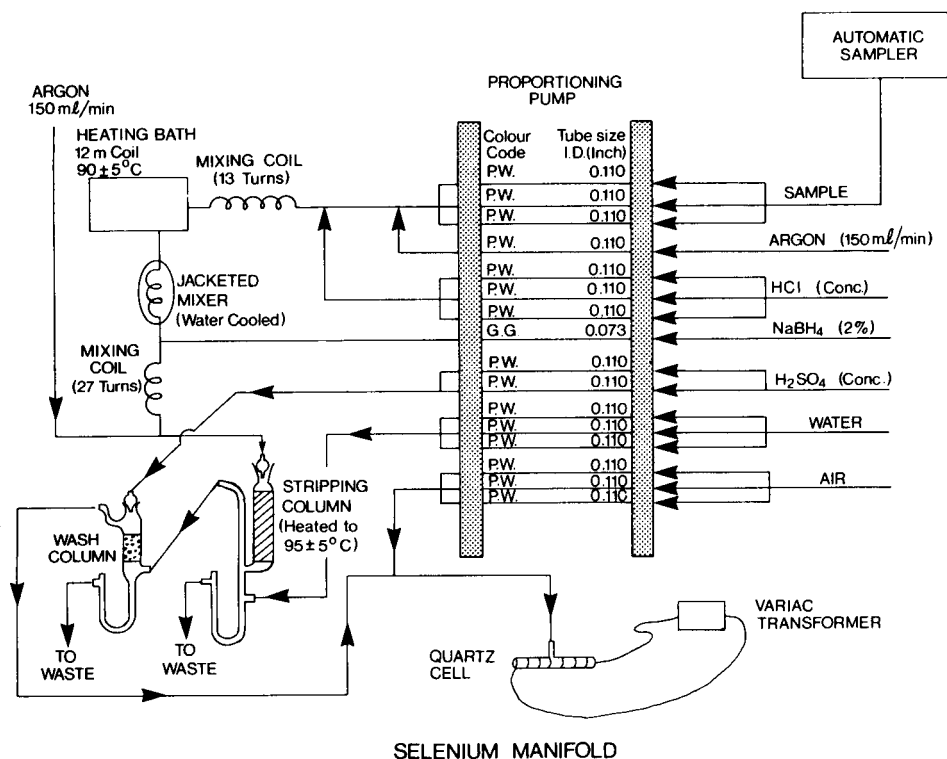 AUTOMATIC
SAMPLER
ARGON
150 ml/min
PROPORTIONING
PUMP
HEATING BATH
12 m Coil
90 ± 5°C
MIXING COIL
(13 Turns)
Colour
Code
Tube size
I.D.(Inch)
P.W. 0.110
P.W. 0.110
P.W. 0.110
SAMPLE
P.W. 0.110
ARGON (150 ml/min)
P.W. 0.110
P.W. 0.110
P.W. 0.110
HCl (Conc.)
G.G. 0.073
NaBH4 (2%)
JACKETED
MIXER
(Water Cooled)
MIXING
COIL
(27 Turns)
P.W. 0.110
P.W. 0.110
H2SO4 (Conc.)
P.W. 0.110
P.W. 0.110
P.W. 0.110
WATER
P.W. 0.110
P.W. 0.110
P.W. 0.110
AIR
STRIPPING
COLUMN
(Heated to
95 ± 5°C)
WASH
COLUMN
TO
WASTE
TO
WASTE
QUARTZ
CELL
VARIAC
TRANSFORMER
SELENIUM MANIFOLD